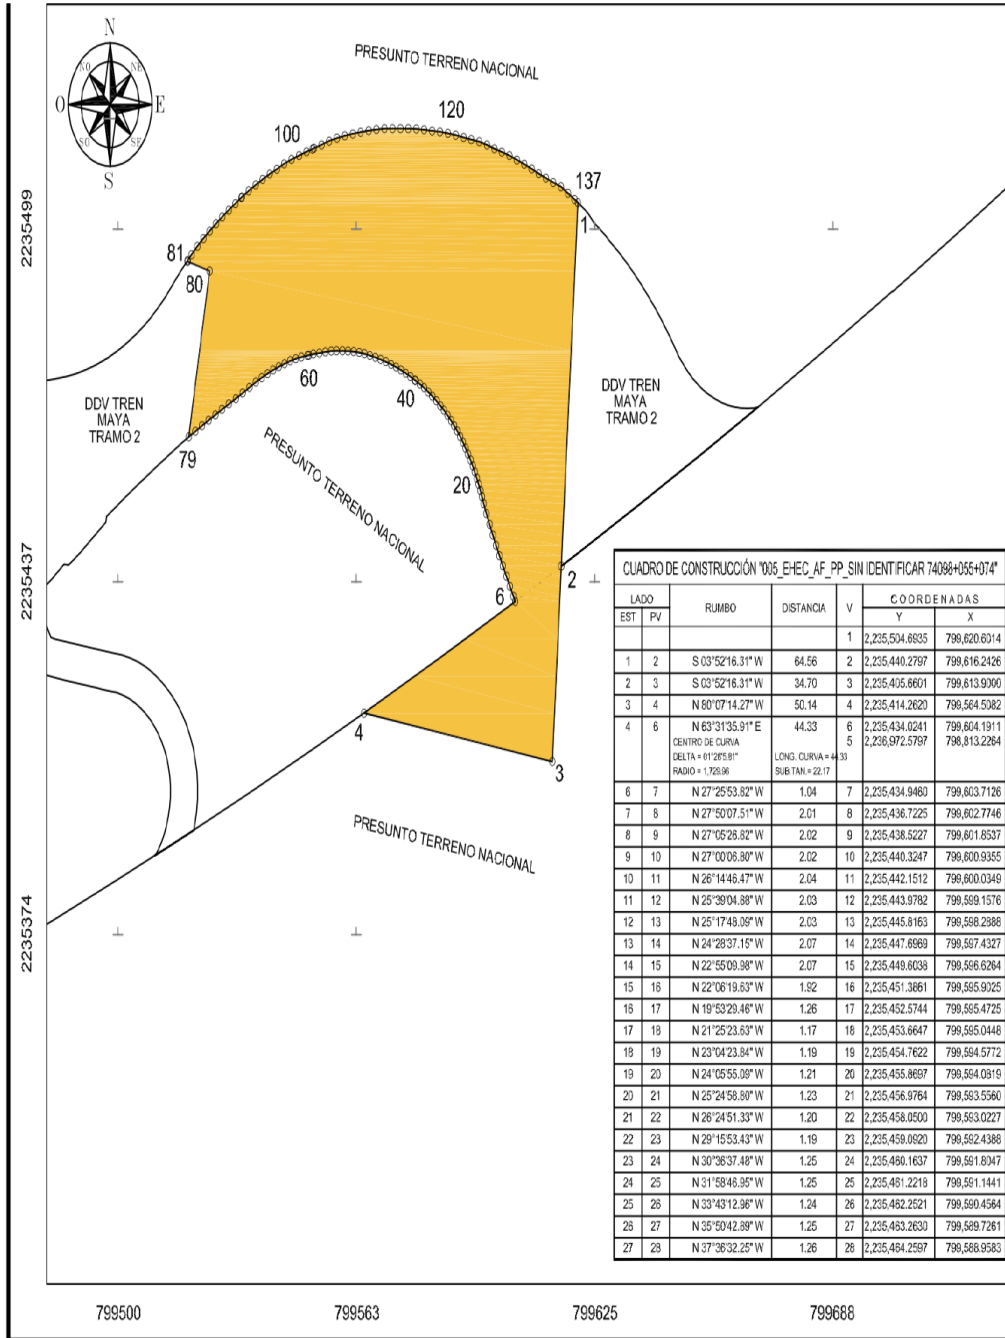 N
NO
NE
O
E
SO
SE
S
PRESUNTO TERRENO NACIONAL
120
100
137
1
81
80
60
40
DDV TREN
MAYA
TRAMO 2
DDV TREN
MAYA
TRAMO 2
79
PRESUNTO TERRENO NACIONAL
20
2
6
4
3
PRESUNTO TERRENO NACIONAL
2235499
2235437
2235374
799500
799563
799625
799688
CUADRO DE CONSTRUCCIÓN "005_EHEC_AF_PP_SIN IDENTIFICAR 74098+055+074"
LADO RUMBO DISTANCIA V COORDENADAS
EST PV Y X
1 2,235,504.6935 799,620.6014
1 2 S 03°52'16.31" W 64.56 2 2,235,440.2797 799,616.2426
2 3 S 03°52'16.31" W 34.70 3 2,235,405.6601 799,613.9000
3 4 N 80°07'14.27" W 50.14 4 2,235,414.2620 799,564.5082
4 6 N 63°31'35.91" E 44.33 6 2,235,434.0241 799,604.1911
CENTRO DE CURVA 5 2,236,972.5797 798,813.2264
DELTA = 01°28'5.81" LONG. CURVA = 44.33
RADIO = 1,729.96 SUB.TAN.= 22.17
6 7 N 27°25'53.82" W 1.04 7 2,235,434.9460 799,603.7126
7 8 N 27°50'07.51" W 2.01 8 2,235,436.7225 799,602.7746
8 9 N 27°05'26.82" W 2.02 9 2,235,438.5227 799,601.8537
9 10 N 27°00'06.80" W 2.02 10 2,235,440.3247 799,600.9355
10 11 N 26°14'46.47" W 2.04 11 2,235,442.1512 799,600.0349
11 12 N 25°39'04.88" W 2.03 12 2,235,443.9782 799,599.1576
12 13 N 25°17'48.09" W 2.03 13 2,235,445.8163 799,598.2888
13 14 N 24°28'37.15" W 2.07 14 2,235,447.6969 799,597.4327
14 15 N 22°55'09.98" W 2.07 15 2,235,449.6038 799,596.6264
15 16 N 22°06'19.63" W 1.92 16 2,235,451.3861 799,595.9025
16 17 N 19°53'29.46" W 1.26 17 2,235,452.5744 799,595.4725
17 18 N 21°25'23.63" W 1.17 18 2,235,453.6647 799,595.0448
18 19 N 23°04'23.84" W 1.19 19 2,235,454.7622 799,594.5772
19 20 N 24°05'55.09" W 1.21 20 2,235,455.8697 799,594.0819
20 21 N 25°24'58.80" W 1.23 21 2,235,456.9764 799,593.5560
21 22 N 26°24'51.33" W 1.20 22 2,235,458.0500 799,593.0227
22 23 N 29°15'53.43" W 1.19 23 2,235,459.0920 799,592.4388
23 24 N 30°36'37.48" W 1.25 24 2,235,460.1637 799,591.8047
24 25 N 31°58'46.95" W 1.25 25 2,235,461.2218 799,591.1441
25 26 N 33°43'12.96" W 1.24 26 2,235,462.2521 799,590.4564
26 27 N 35°50'42.89" W 1.25 27 2,235,463.2630 799,589.7261
27 28 N 37°36'32.25" W 1.26 28 2,235,464.2597 799,588.9583